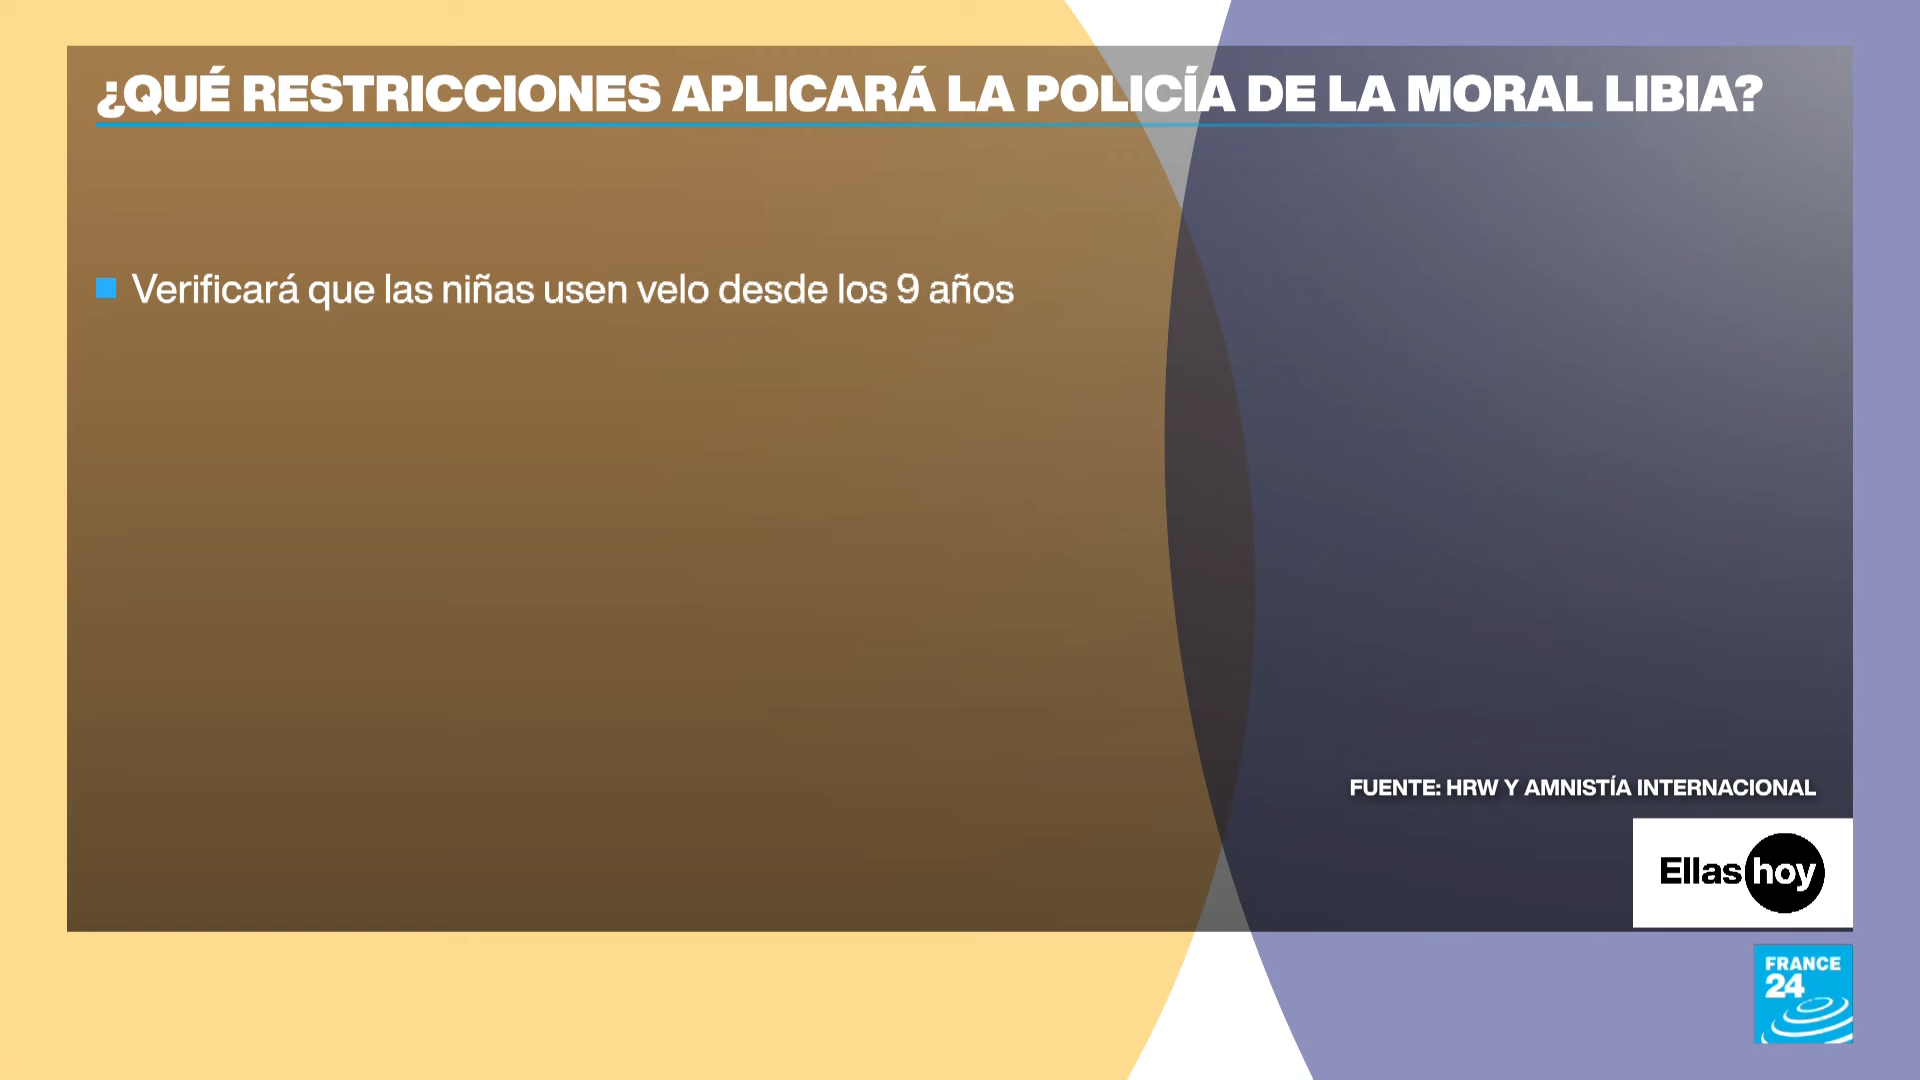 ¿QUÉ RESTRICCIONES APLICARÁ LA POLICÍA DE LA MORAL LIBIA?
Verificará que las niñas usen velo desde los 9 años
FUENTE: HRW Y AMNISTÍA INTERNACIONAL
Ellas hoy
FRANCE
24